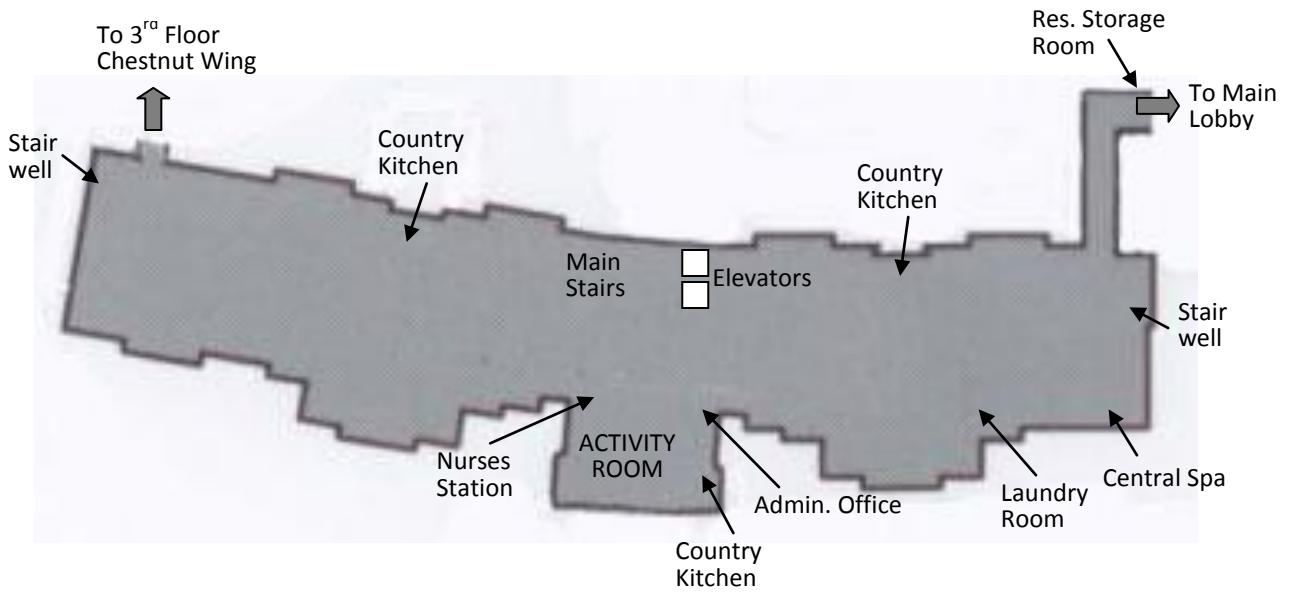 To 3rd Floor
Chestnut Wing
Res. Storage
Room
To Main
Lobby
Stair
well
Country
Kitchen
Country
Kitchen
Main
Stairs
Elevators
Stair
well
Nurses
Station
ACTIVITY
ROOM
Admin. Office
Laundry
Room
Central Spa
Country
Kitchen